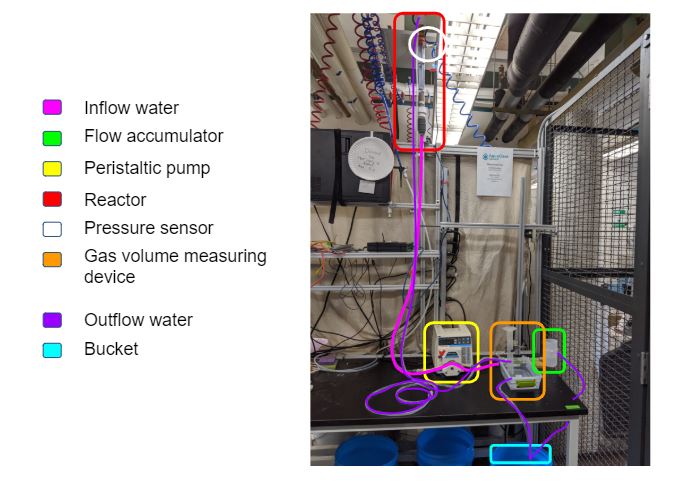 Inflow water
Flow accumulator
Peristaltic pump
Reactor
Pressure sensor
Gas volume measuring
device
Outflow water
Bucket